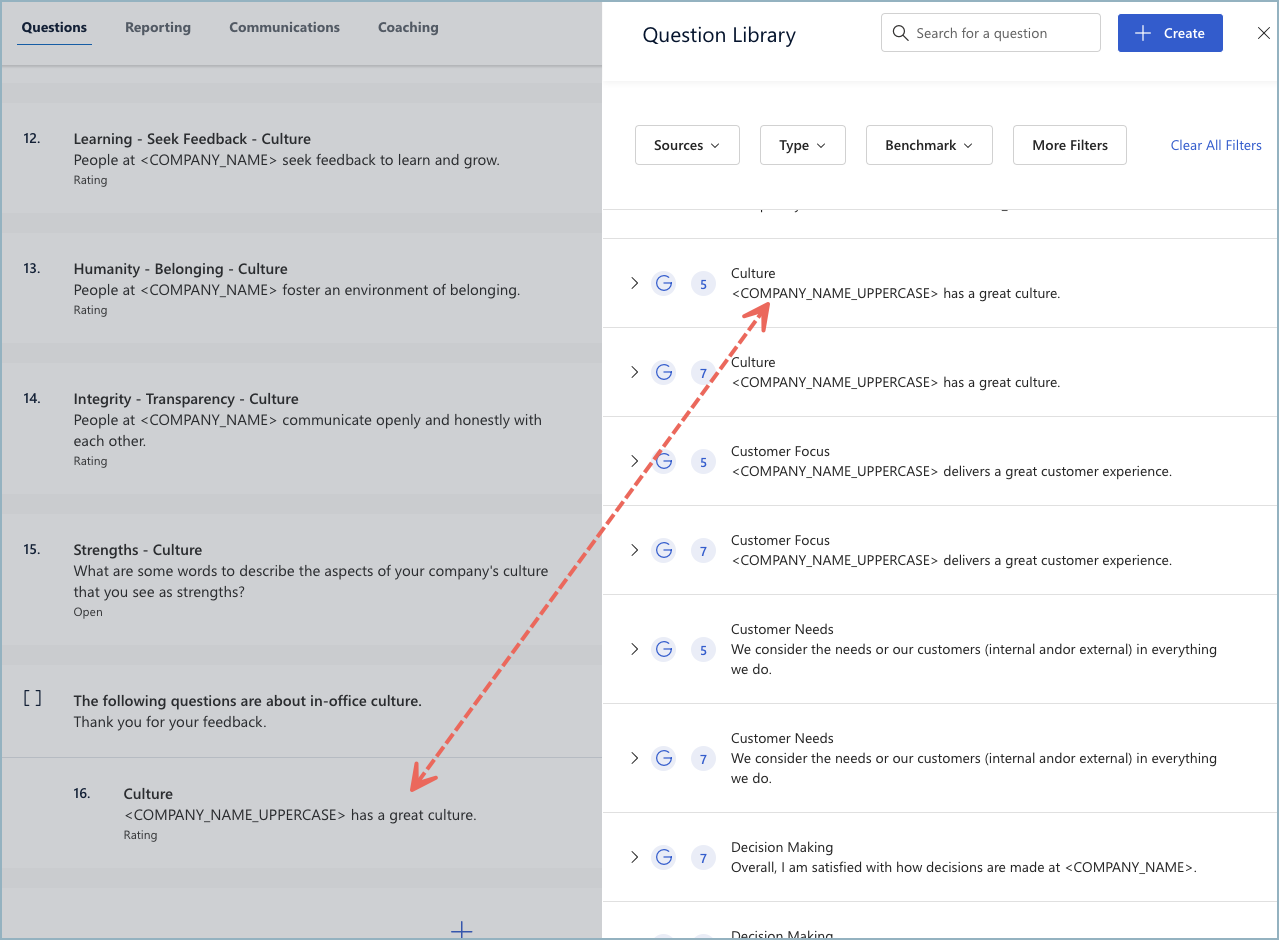 Questions
Reporting
Communications
Coaching
12.
Learning - Seek Feedback - Culture
People at <COMPANY_NAME> seek feedback to learn and grow.
Rating
13.
Humanity - Belonging - Culture
People at <COMPANY_NAME> foster an environment of belonging.
Rating
14.
Integrity - Transparency - Culture
People at <COMPANY_NAME> communicate openly and honestly with
each other.
Rating
15.
Strengths - Culture
What are some words to describe the aspects of your company's culture
that you see as strengths?
Open
[ ]
The following questions are about in-office culture.
Thank you for your feedback.
16.
Culture
<COMPANY_NAME_UPPERCASE> has a great culture.
Rating
Question Library
Search for a question
Create
Sources
Type
Benchmark
More Filters
Clear All Filters
G
5
Culture
<COMPANY_NAME_UPPERCASE> has a great culture.
G
7
Culture
<COMPANY_NAME_UPPERCASE> has a great culture.
G
5
Customer Focus
<COMPANY_NAME_UPPERCASE> delivers a great customer experience.
G
7
Customer Focus
<COMPANY_NAME_UPPERCASE> delivers a great customer experience.
G
5
Customer Needs
We consider the needs or our customers (internal andor external) in everything
we do.
G
7
Customer Needs
We consider the needs or our customers (internal andor external) in everything
we do.
G
7
Decision Making
Overall, I am satisfied with how decisions are made at <COMPANY_NAME>.
Decision Making